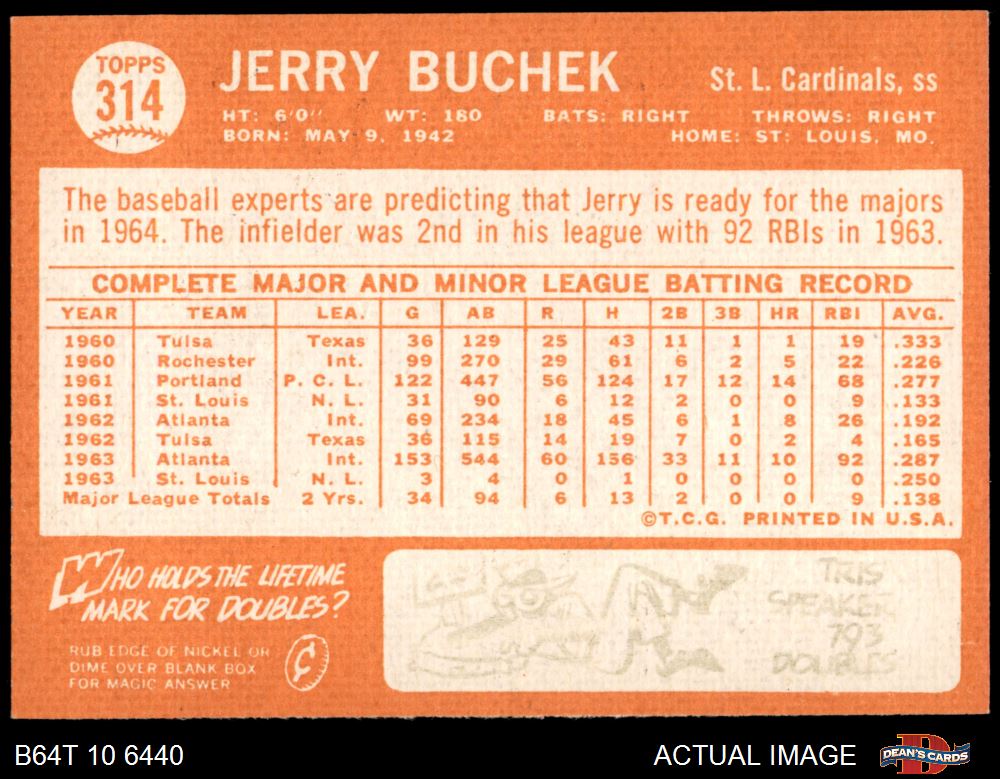 TOPPS
314
JERRY BUCHEK
St. L. Cardinals, ss
HT: 6'0" WT: 180 BATS: RIGHT THROWS: RIGHT
BORN: MAY 9, 1942 HOME: ST: LOUIS, MO.
The baseball experts are predicting that Jerry is ready for the majors
in 1964. The infielder was 2nd in his league with 92 RBIs in 1963.
COMPLETE MAJOR AND MINOR LEAGUE BATTING RECORD
YEAR TEAM LEA. G AB R H 2B 3B HR RBI AVG.
1960 Tulsa Texas 36 129 25 43 11 1 1 19 .333
1960 Rochester Int. 99 270 29 61 6 2 5 22 .226
1961 Portland P. C. L. 122 447 56 124 17 12 14 68 .277
1961 St. Louis N. L. 31 90 6 12 2 0 0 9 .133
1962 Atlanta Int. 69 234 18 45 6 1 8 26 .192
1962 Tulsa Texas 36 115 14 19 7 0 2 4 .165
1963 Atlanta Int. 153 544 60 156 33 11 10 92 .287
1963 St. Louis N. L. 3 4 0 1 0 0 0 0 .250
Major League Totals 2 Yrs. 34 94 6 13 2 0 0 9 .138
©T.C.G. PRINTED IN U.S.A.
WHO HOLDS THE LIFETIME
MARK FOR DOUBLES?
RUB EDGE OF NICKEL OR
DIME OVER BLANK BOX
FOR MAGIC ANSWER
¢
TRIS
SPEAKER
793
DOUBLES
B64T 10 6440
ACTUAL IMAGE
D
DEAN'S CARDS